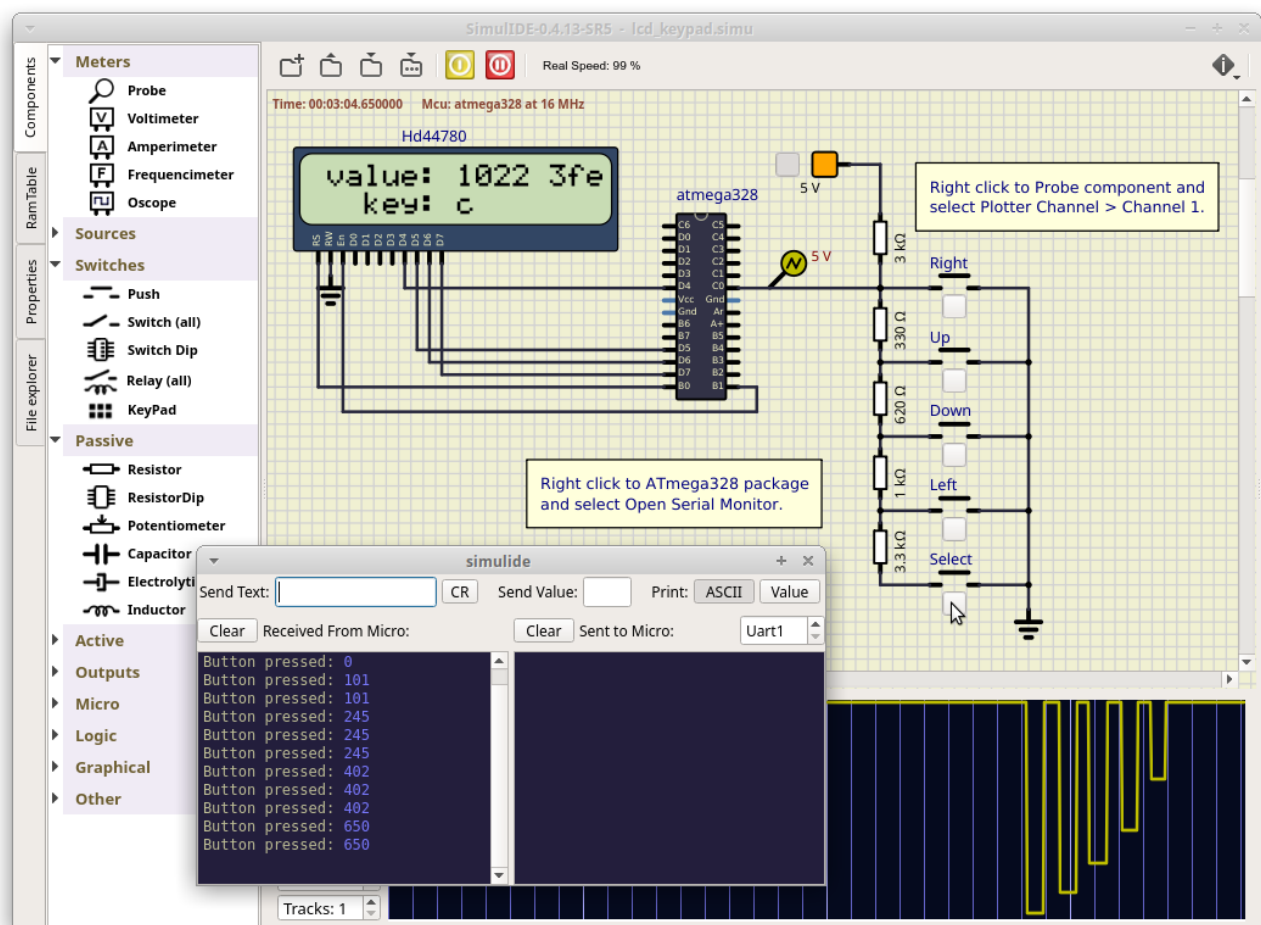 SimulIDE-0.4.13-SR5 - lcd_keypad.simu
Components
RamTable
Properties
File explorer
Meters
Probe
Voltimeter
Amperimeter
Frequencimeter
Oscope
Sources
Switches
Push
Switch (all)
Switch Dip
Relay (all)
KeyPad
Passive
Resistor
ResistorDip
Potentiometer
Capacitor
Electrolyti
Inductor
Active
Outputs
Micro
Logic
Graphical
Other
Real Speed: 99 %
Time: 00:03:04.650000 Mcu: atmega328 at 16 MHz
Hd44780
value: 1022 3fe
key: c
RS RW En D0 D1 D2 D3 D4 D5 D6 D7
atmega328
C6 C5
D0 C4
D1 C3
D2 C2
D3 C1
D4 C0
Vcc Gnd
Gnd Ar
B6 A+
B7 B5
D5 B4
D6 B3
D7 B2
B0 B1
5 V
5 V
Right click to Probe component and
select Plotter Channel > Channel 1.
3 kΩ
Right
330 Ω
Up
620 Ω
Down
1 kΩ
Left
3.3 kΩ
Select
Right click to ATmega328 package
and select Open Serial Monitor.
simulide
Send Text: CR Send Value: Print: ASCII Value
Clear Received From Micro: Clear Sent to Micro: Uart1
Button pressed: 0
Button pressed: 101
Button pressed: 101
Button pressed: 245
Button pressed: 245
Button pressed: 245
Button pressed: 402
Button pressed: 402
Button pressed: 402
Button pressed: 650
Button pressed: 650
Tracks: 1